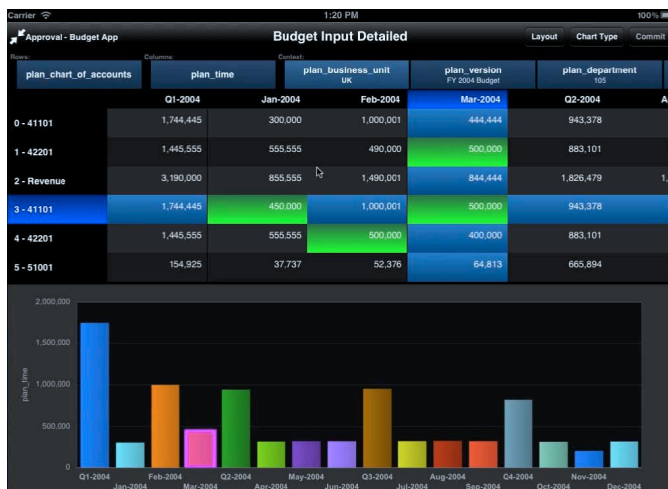 Carrier 1:20 PM 100%
Approval - Budget App Budget Input Detailed Layout Chart Type Commit
Rows: Columns: Context:
plan_chart_of_accounts plan_time plan_business_unit plan_version plan_department
UK FY 2004 Budget 105
Q1-2004 Jan-2004 Feb-2004 Mar-2004 Q2-2004 A
0 - 41101 1,744,445 300,000 1,000,001 444,444 943,378
1 - 42201 1,445,555 555,555 490,000 500,000 883,101
2 - Revenue 3,190,000 855,555 1,490,001 844,444 1,826,479 1,
3 - 41101 1,744,445 450,000 1,000,001 500,000 943,378
4 - 42201 1,445,555 555,555 500,000 400,000 883,101
5 - 51001 154,925 37,737 52,376 64,813 665,894
2,000,000
1,500,000
1,000,000
500,000
0
plan_time
Q1-2004 Feb-2004 Q2-2004 May-2004 Q3-2004 Aug-2004 Q4-2004 Nov-2004
Jan-2004 Mar-2004 Apr-2004 Jun-2004 Jul-2004 Sep-2004 Oct-2004 Dec-2004